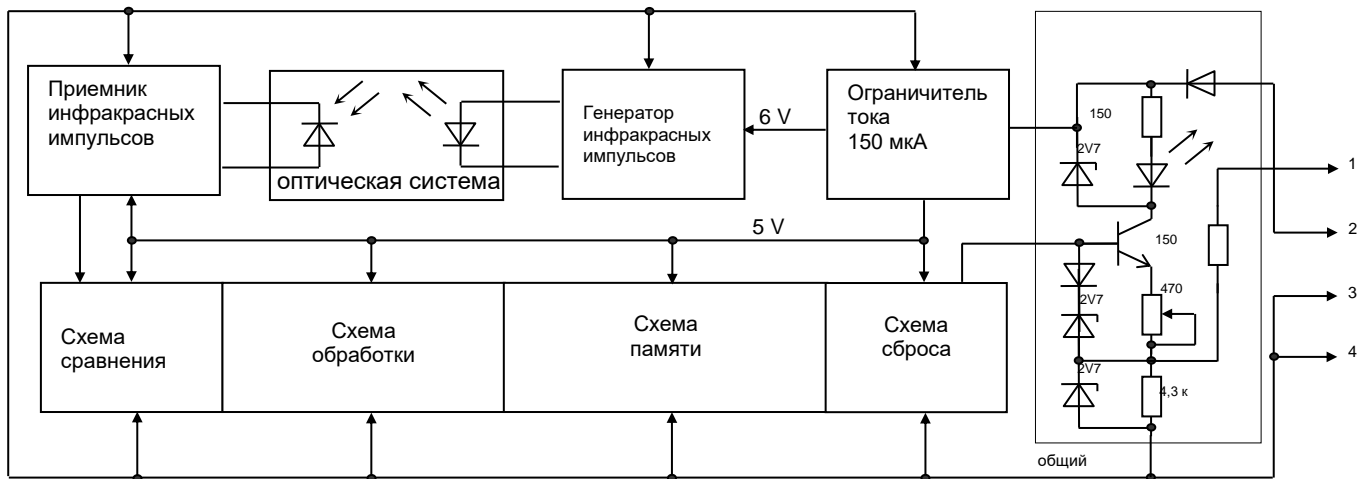 Приемник
инфракрасных
импульсов
оптическая система
Генератор
инфракрасных
импульсов
6 V
Ограничитель
тока
150 мкА
150
2V7
1
2
5 V
150
470
2V7
3
4
2V7
4,3 к
Схема
сравнения
Схема
обработки
Схема
памяти
Схема
сброса
общий